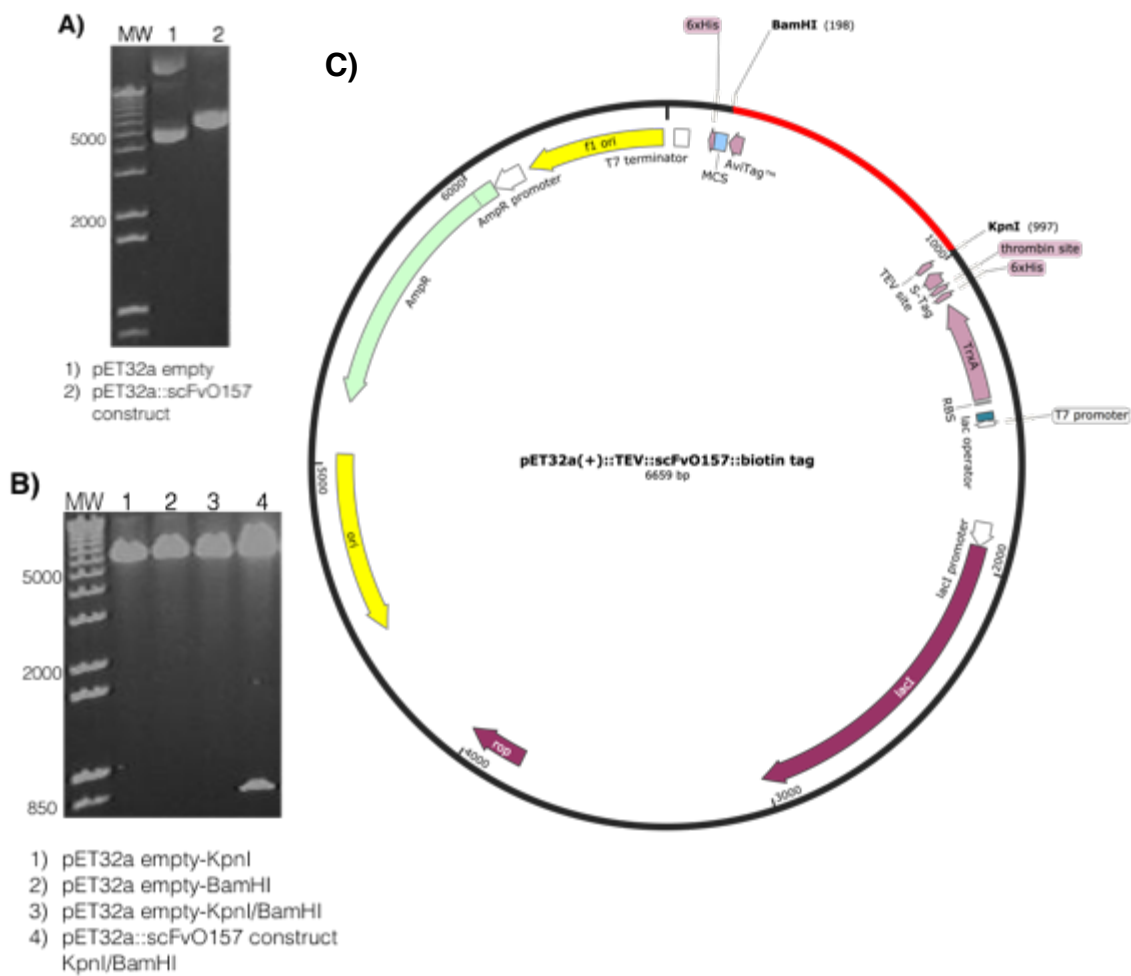 A)
MW 1 2
5000
2000
1) pET32a empty
2) pET32a::scFvO157
construct
B)
MW 1 2 3 4
5000
2000
850
1) pET32a empty-KpnI
2) pET32a empty-BamHI
3) pET32a empty-KpnI/BamHI
4) pET32a::scFvO157 construct
KpnI/BamHI
C)
6xHis
BamHI (198)
f1 ori
T7 terminator
MCS
AviTag™
AmpR promoter
6000
AmpR
KpnI (997)
1000
thrombin site
6xHis
TEV site
S-Tag
TrxA
RBS
lac operator
T7 promoter
pET32a(+)::TEV::scFvO157::biotin tag
6659 bp
5000
ori
lacI promoter
2000
lacI
rop
4000
3000